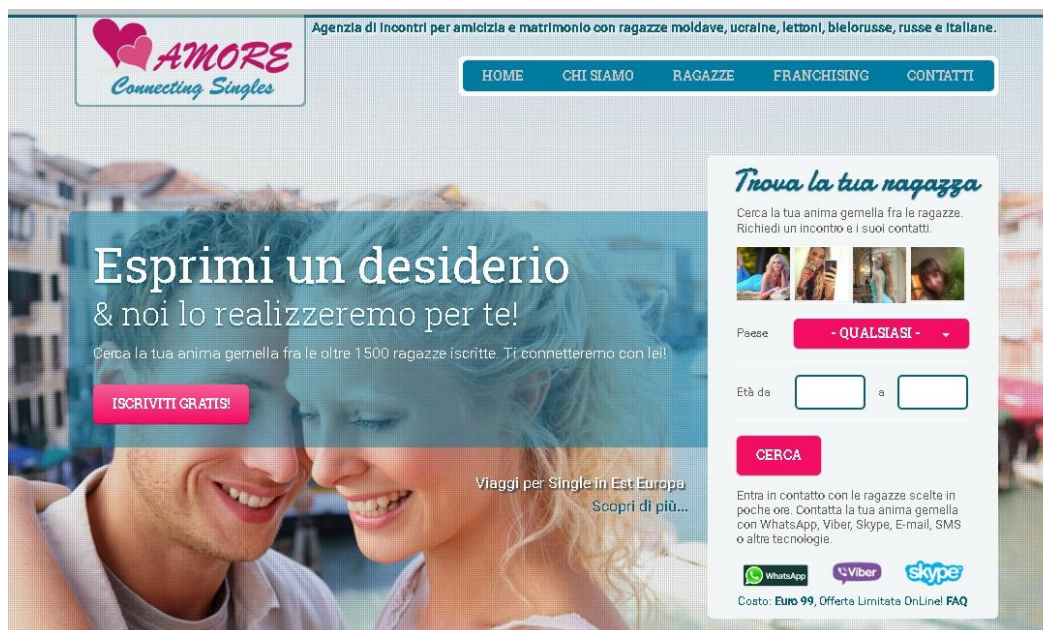 Agenzia di Incontri per amicizia e matrimonio con ragazze moldave, ucraine, lettoni, bielorusse, russe e italiane.
AMORE
Connecting Singles
HOME CHI SIAMO RAGAZZE FRANCHISING CONTATTI
Esprimi un desiderio
& noi lo realizzeremo per te!
Cerca la tua anima gemella fra le oltre 1500 ragazze iscritte. Ti connetteremo con lei!
ISCRIVITI GRATIS!
Viaggi per Single in Est Europa
Scopri di più...
Trova la tua ragazza
Cerca la tua anima gemella fra le ragazze.
Richiedi un incontro e i suoi contatti.
Paese - QUALSIASI -
Età da a
CERCA
Entra in contatto con le ragazze scelte in
poche ore. Contatta la tua anima gemella
con WhatsApp, Viber, Skype, E-mail, SMS
o altre tecnologie.
WhatsApp Viber skype
Costo: Euro 99, Offerta Limitata OnLine! FAQ